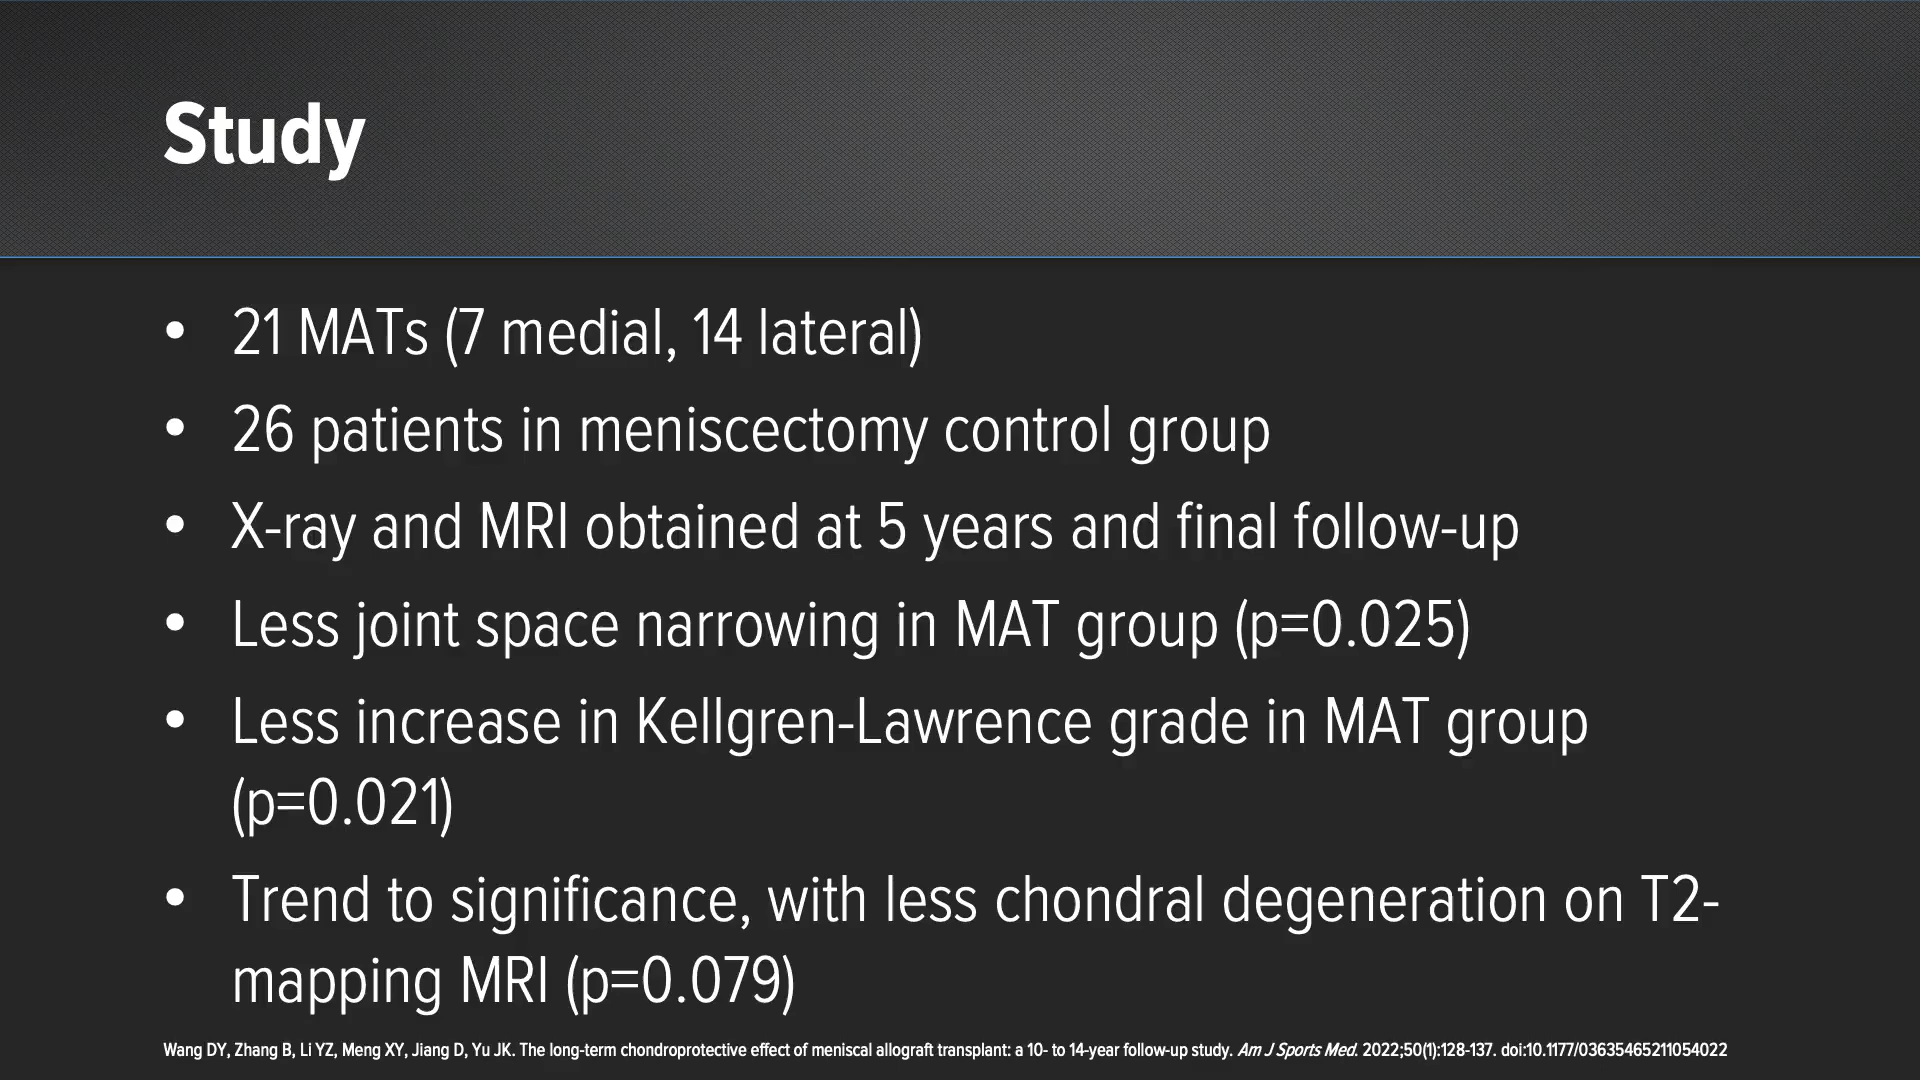 Study
• 21 MATs (7 medial, 14 lateral)
• 26 patients in meniscectomy control group
• X-ray and MRI obtained at 5 years and final follow-up
• Less joint space narrowing in MAT group (p=0.025)
• Less increase in Kellgren-Lawrence grade in MAT group
(p=0.021)
• Trend to significance, with less chondral degeneration on T2-
mapping MRI (p=0.079)
Wang DY, Zhang B, Li YZ, Meng XY, Jiang D, Yu JK. The long-term chondroprotective effect of meniscal allograft transplant: a 10- to 14-year follow-up study. Am J Sports Med. 2022;50(1):128-137. doi:10.1177/03635465211054022